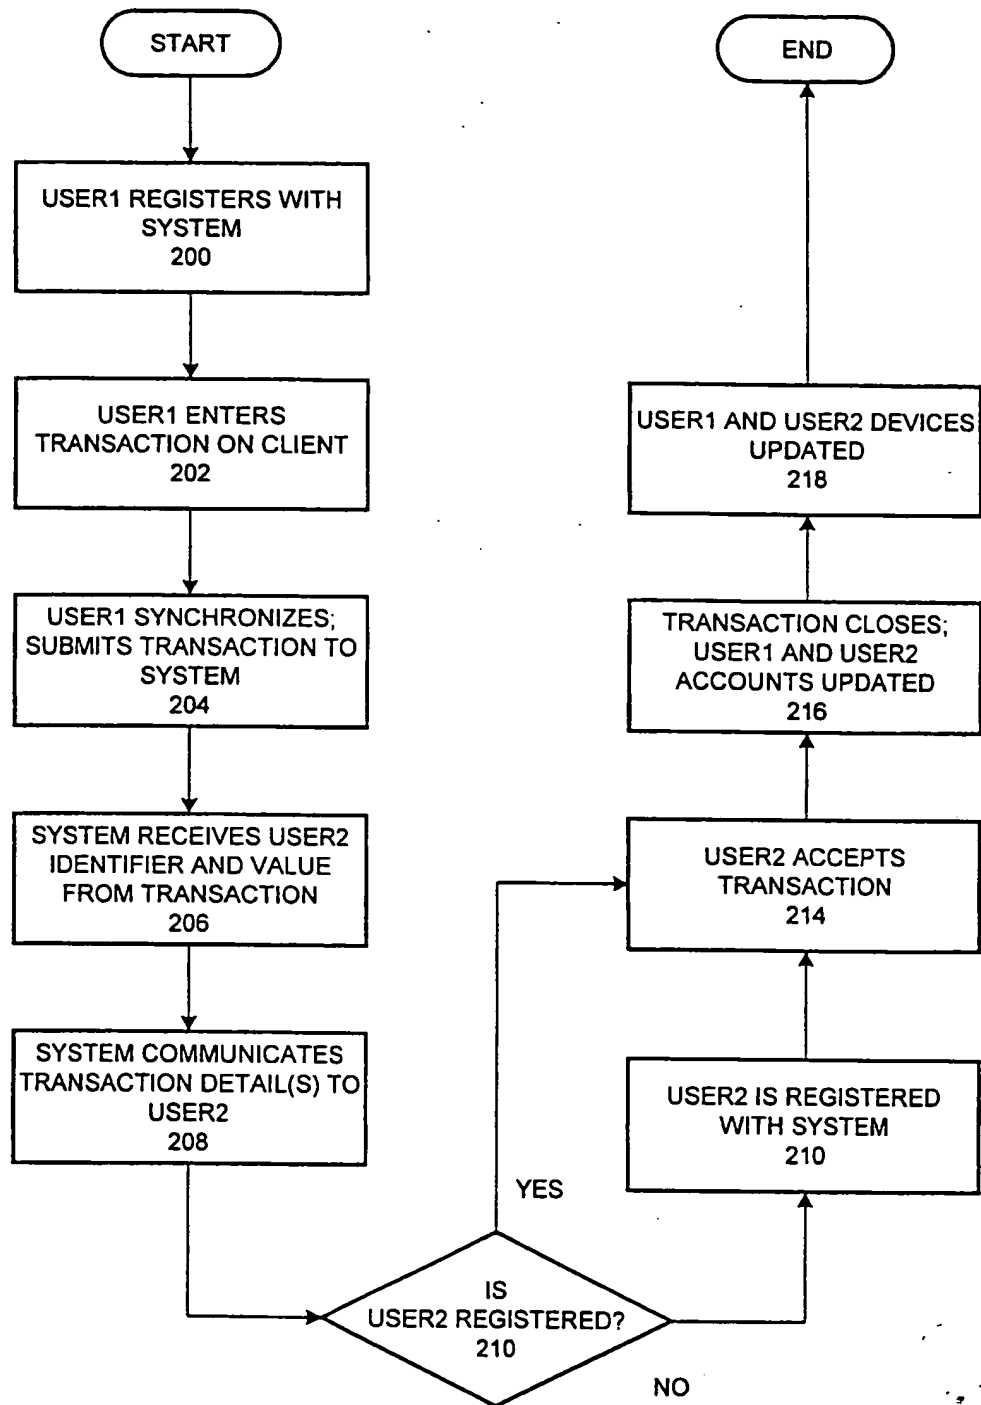 START
USER1 REGISTERS WITH
SYSTEM
200
USER1 ENTERS
TRANSACTION ON CLIENT
202
USER1 SYNCHRONIZES;
SUBMITS TRANSACTION TO
SYSTEM
204
SYSTEM RECEIVES USER2
IDENTIFIER AND VALUE
FROM TRANSACTION
206
SYSTEM COMMUNICATES
TRANSACTION DETAIL(S) TO
USER2
208
IS
USER2 REGISTERED?
210
YES
NO
USER2 IS REGISTERED
WITH SYSTEM
210
USER2 ACCEPTS
TRANSACTION
214
TRANSACTION CLOSES;
USER1 AND USER2
ACCOUNTS UPDATED
216
USER1 AND USER2 DEVICES
UPDATED
218
END